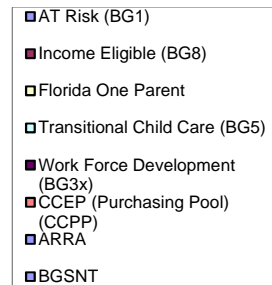 AT Risk (BG1)
Income Eligible (BG8)
Florida One Parent
Transitional Child Care (BG5)
Work Force Development
(BG3x)
CCEP (Purchasing Pool)
(CCPP)
ARRA
BGSNT